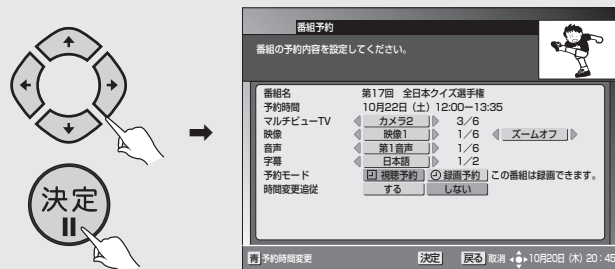 番組予約
番組の予約内容を設定してください。
番組名 第17回 全日本クイズ選手権
予約時間 10月22日（土）12:00ー13:35
マルチビューTV カメラ2 3／6
映像 映像1 1／6 ズームオフ
音声 第1音声 1／6
字幕 日本語 1／2
予約モード 視聴予約 録画予約 この番組は録画できます。
時間変更追従 する しない
決定
青 予約時間変更 決定 戻る 取消 10月20日（木）20：45